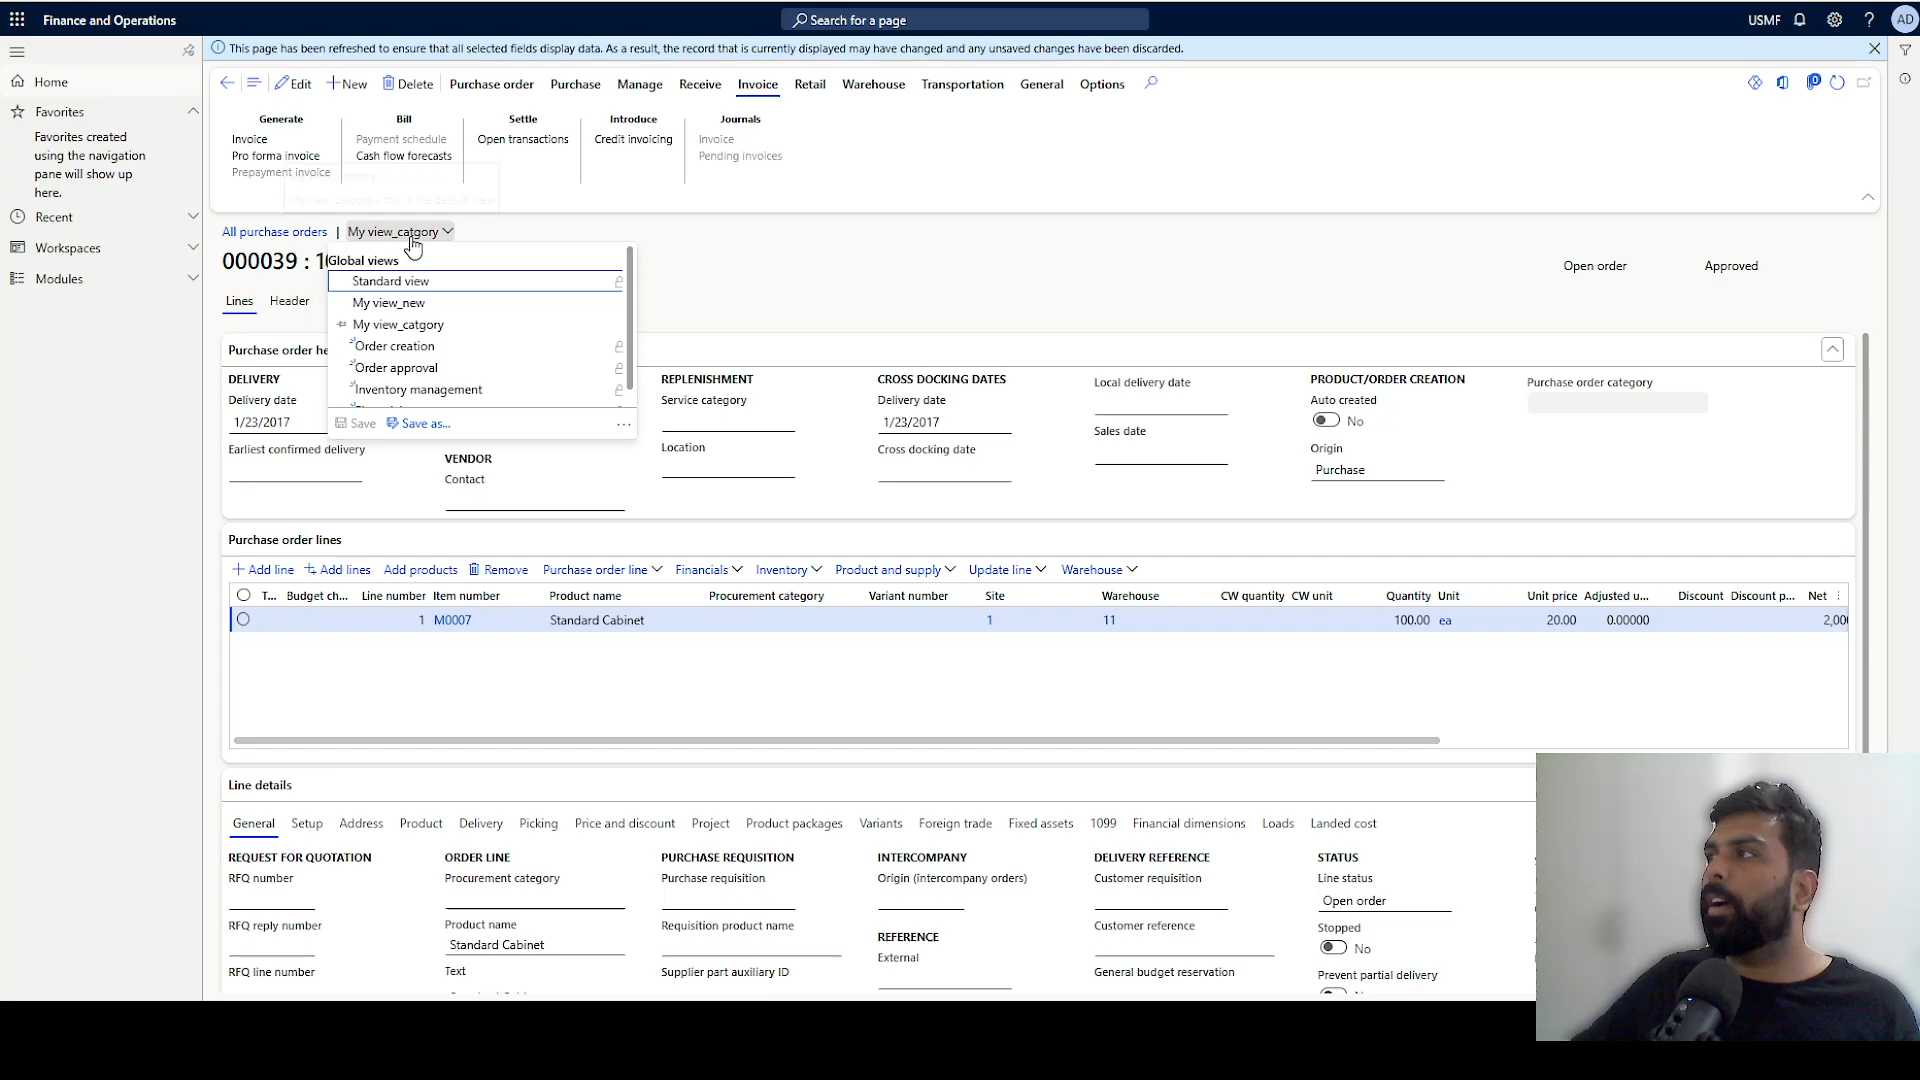 Finance and Operations
Search for a page
USMF
AD
This page has been refreshed to ensure that all selected fields display data. As a result, the record that is currently displayed may have changed and any unsaved changes have been discarded.
Home
Favorites
Favorites created
using the navigation
pane will show up
here.
Recent
Workspaces
Modules
Edit New Delete Purchase order Purchase Manage Receive Invoice Retail Warehouse Transportation General Options
Generate Bill Settle Introduce Journals
Invoice Payment schedule Open transactions Credit invoicing Invoice
Pro forma invoice Cash flow forecasts Pending invoices
Prepayment invoice
All purchase orders | My view_catgory
000039 : 1
Open order Approved
Global views
Standard view
My view_new
My view_catgory
Order creation
Order approval
Inventory management
Save Save as...
Lines Header
Purchase order he
DELIVERY REPLENISHMENT CROSS DOCKING DATES Local delivery date PRODUCT/ORDER CREATION Purchase order category
Delivery date Service category Delivery date Auto created
1/23/2017 1/23/2017 No
Sales date
Earliest confirmed delivery Location Cross docking date Origin
VENDOR Purchase
Contact
Purchase order lines
Add line Add lines Add products Remove Purchase order line Financials Inventory Product and supply Update line Warehouse
T... Budget ch... Line number Item number Product name Procurement category Variant number Site Warehouse CW quantity CW unit Quantity Unit Unit price Adjusted u... Discount Discount p... Net
1 M0007 Standard Cabinet 1 11 100.00 ea 20.00 0.00000 2,00
Line details
General Setup Address Product Delivery Picking Price and discount Project Product packages Variants Foreign trade Fixed assets 1099 Financial dimensions Loads Landed cost
REQUEST FOR QUOTATION ORDER LINE PURCHASE REQUISITION INTERCOMPANY DELIVERY REFERENCE STATUS
RFQ number Procurement category Purchase requisition Origin (intercompany orders) Customer requisition Line status
Open order
RFQ reply number Product name Requisition product name REFERENCE Customer reference Stopped
Standard Cabinet External No
RFQ line number Text Supplier part auxiliary ID General budget reservation Prevent partial delivery